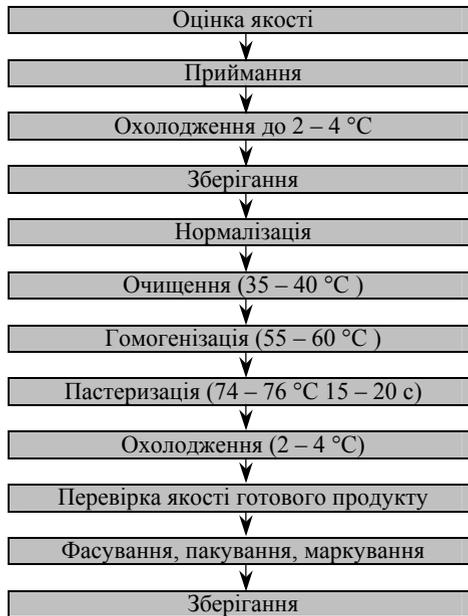 Оцінка якості
Приймання
Охолодження до 2 – 4 °С
Зберігання
Нормалізація
Очищення (35 – 40 °С )
Гомогенізація (55 – 60 °С )
Пастеризація (74 – 76 °С 15 – 20 с)
Охолодження (2 – 4 °С)
Перевірка якості готового продукту
Фасування, пакування, маркування
Зберігання